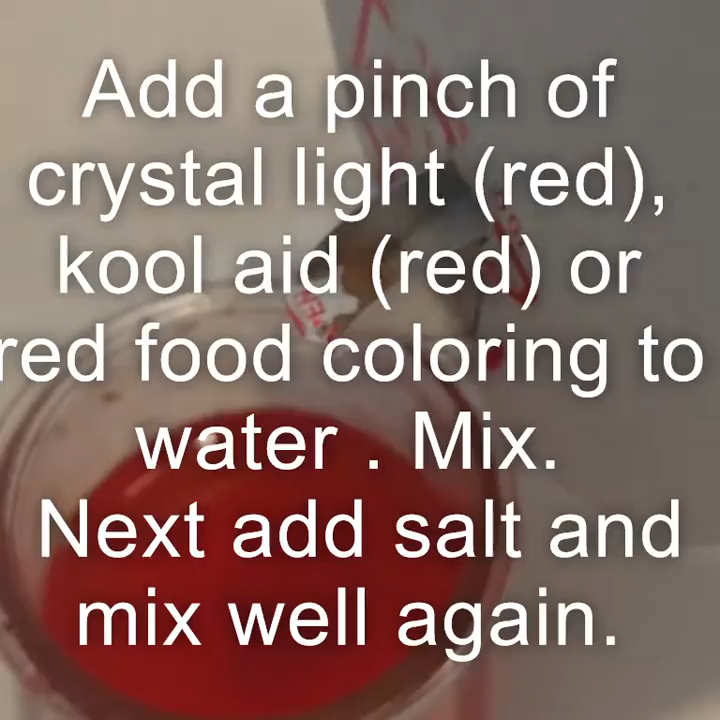 Add a pinch of
crystal light (red),
kool aid (red) or
red food coloring to
water . Mix.
Next add salt and
mix well again.